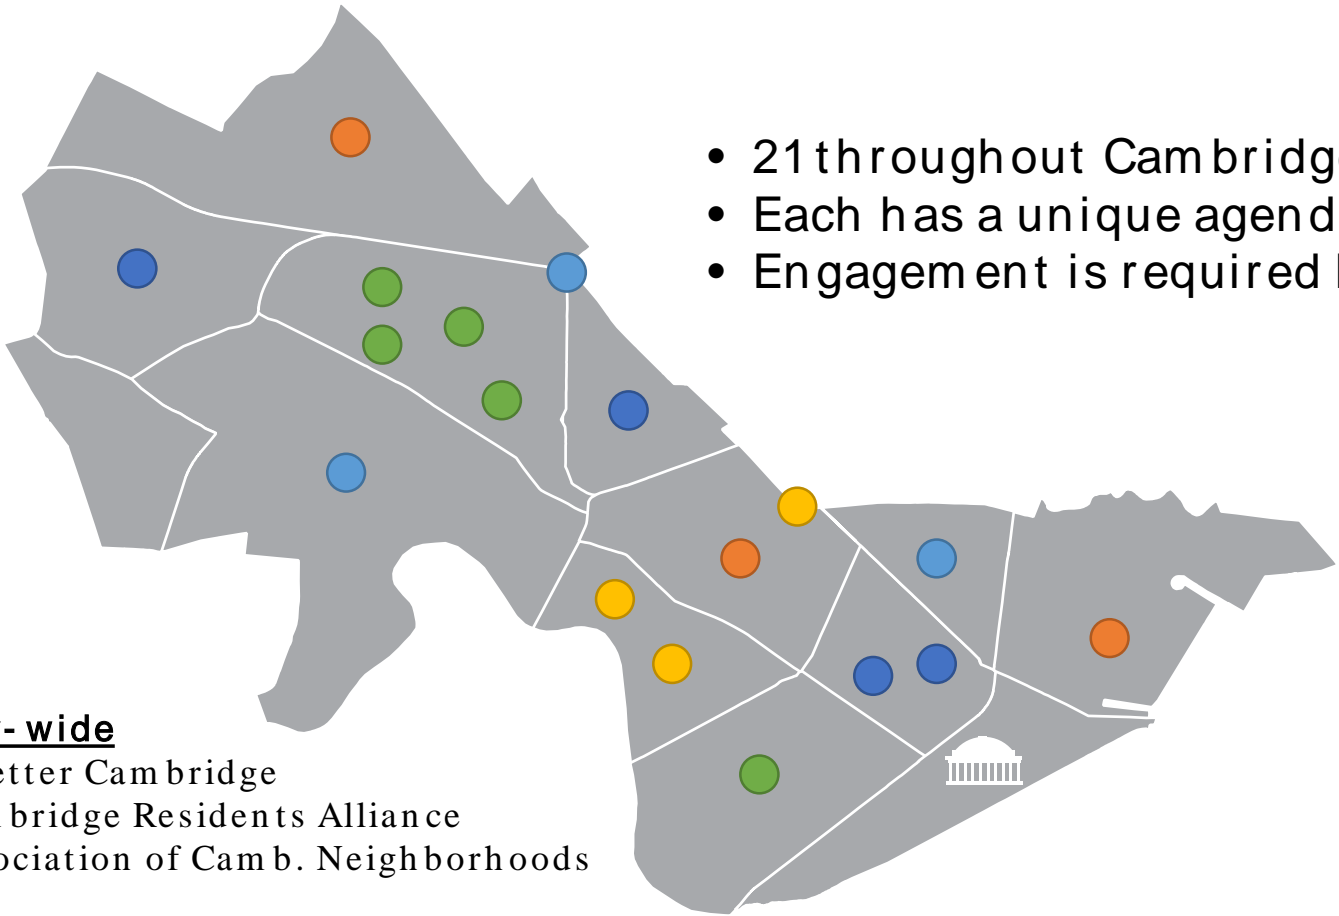 • 21 throughout Cambridg
• Each has a unique agend
• Engagement is required
-wide
etter Cambridge
bridge Residents Alliance
ociation of Camb. Neighborhoods